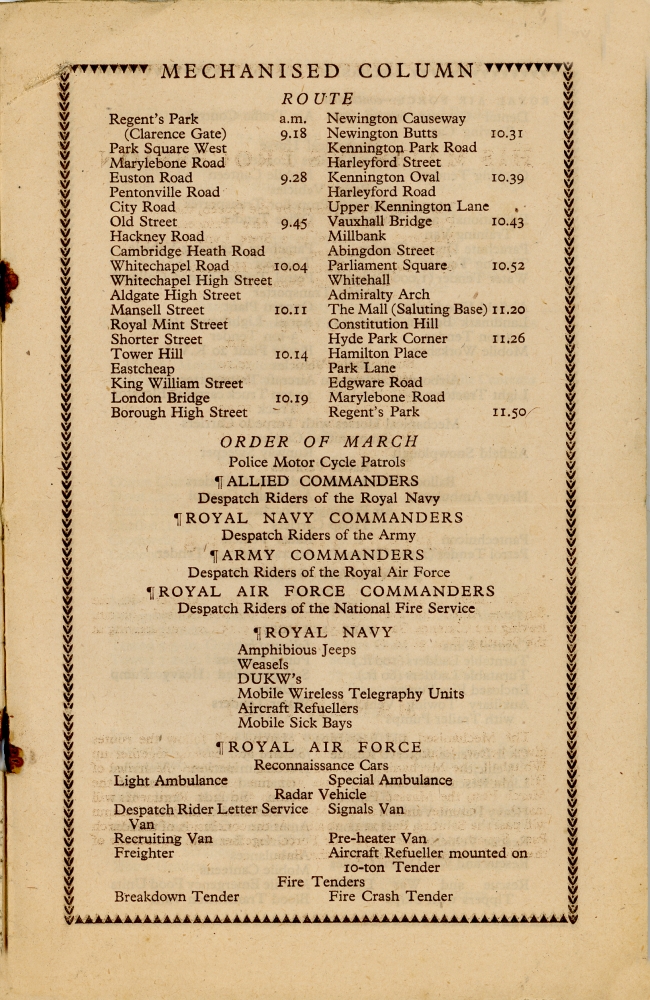 MECHANISED COLUMN
ROUTE
Regent's Park a.m.
(Clarence Gate) 9.18
Park Square West
Marylebone Road
Euston Road 9.28
Pentonville Road
City Road
Old Street 9.45
Hackney Road
Cambridge Heath Road
Whitechapel Road 10.04
Whitechapel High Street
Aldgate High Street
Mansell Street 10.11
Royal Mint Street
Shorter Street
Tower Hill 10.14
Eastcheap
King William Street
London Bridge 10.19
Borough High Street
Newington Causeway
Newington Butts 10.31
Kennington Park Road
Harleyford Street
Kennington Oval 10.39
Harleyford Road
Upper Kennington Lane
Vauxhall Bridge 10.43
Millbank
Abingdon Street
Parliament Square 10.52
Whitehall
Admiralty Arch
The Mall (Saluting Base) 11.20
Constitution Hill
Hyde Park Corner 11.26
Hamilton Place
Park Lane
Edgware Road
Marylebone Road
Regent's Park 11.50
ORDER OF MARCH
Police Motor Cycle Patrols
¶ALLIED COMMANDERS
Despatch Riders of the Royal Navy
¶ROYAL NAVY COMMANDERS
Despatch Riders of the Army
¶ARMY COMMANDERS
Despatch Riders of the Royal Air Force
¶ROYAL AIR FORCE COMMANDERS
Despatch Riders of the National Fire Service
¶ROYAL NAVY
Amphibious Jeeps
Weasels
DUKW's
Mobile Wireless Telegraphy Units
Aircraft Refuellers
Mobile Sick Bays
¶ROYAL AIR FORCE
Reconnaissance Cars
Light Ambulance Special Ambulance
Radar Vehicle
Despatch Rider Letter Service Signals Van
Van
Recruiting Van Pre-heater Van
Freighter Aircraft Refueller mounted on
10-ton Tender
Fire Tenders
Breakdown Tender Fire Crash Tender